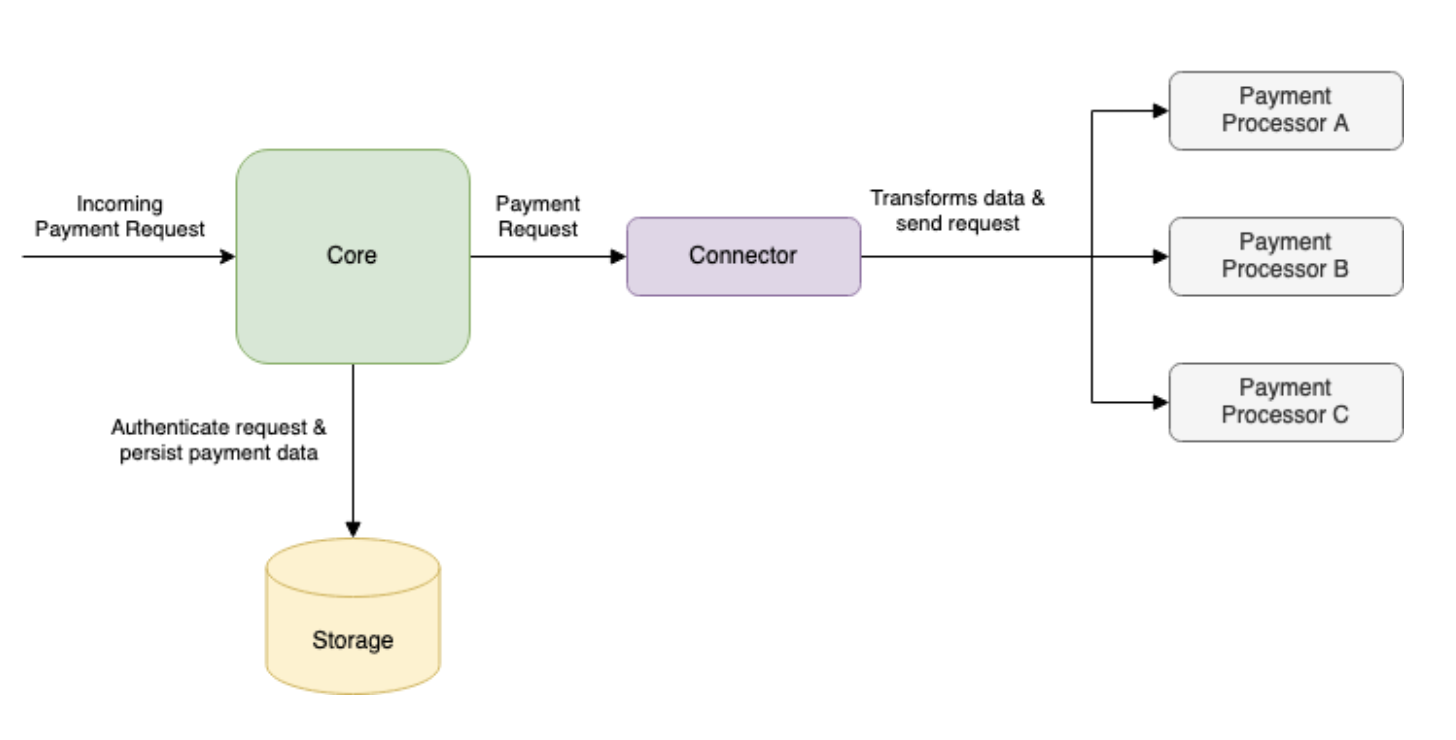 Incoming
Payment Request
Core
Payment
Request
Connector
Transforms data &
send request
Payment
Processor A
Payment
Processor B
Payment
Processor C
Authenticate request &
persist payment data
Storage